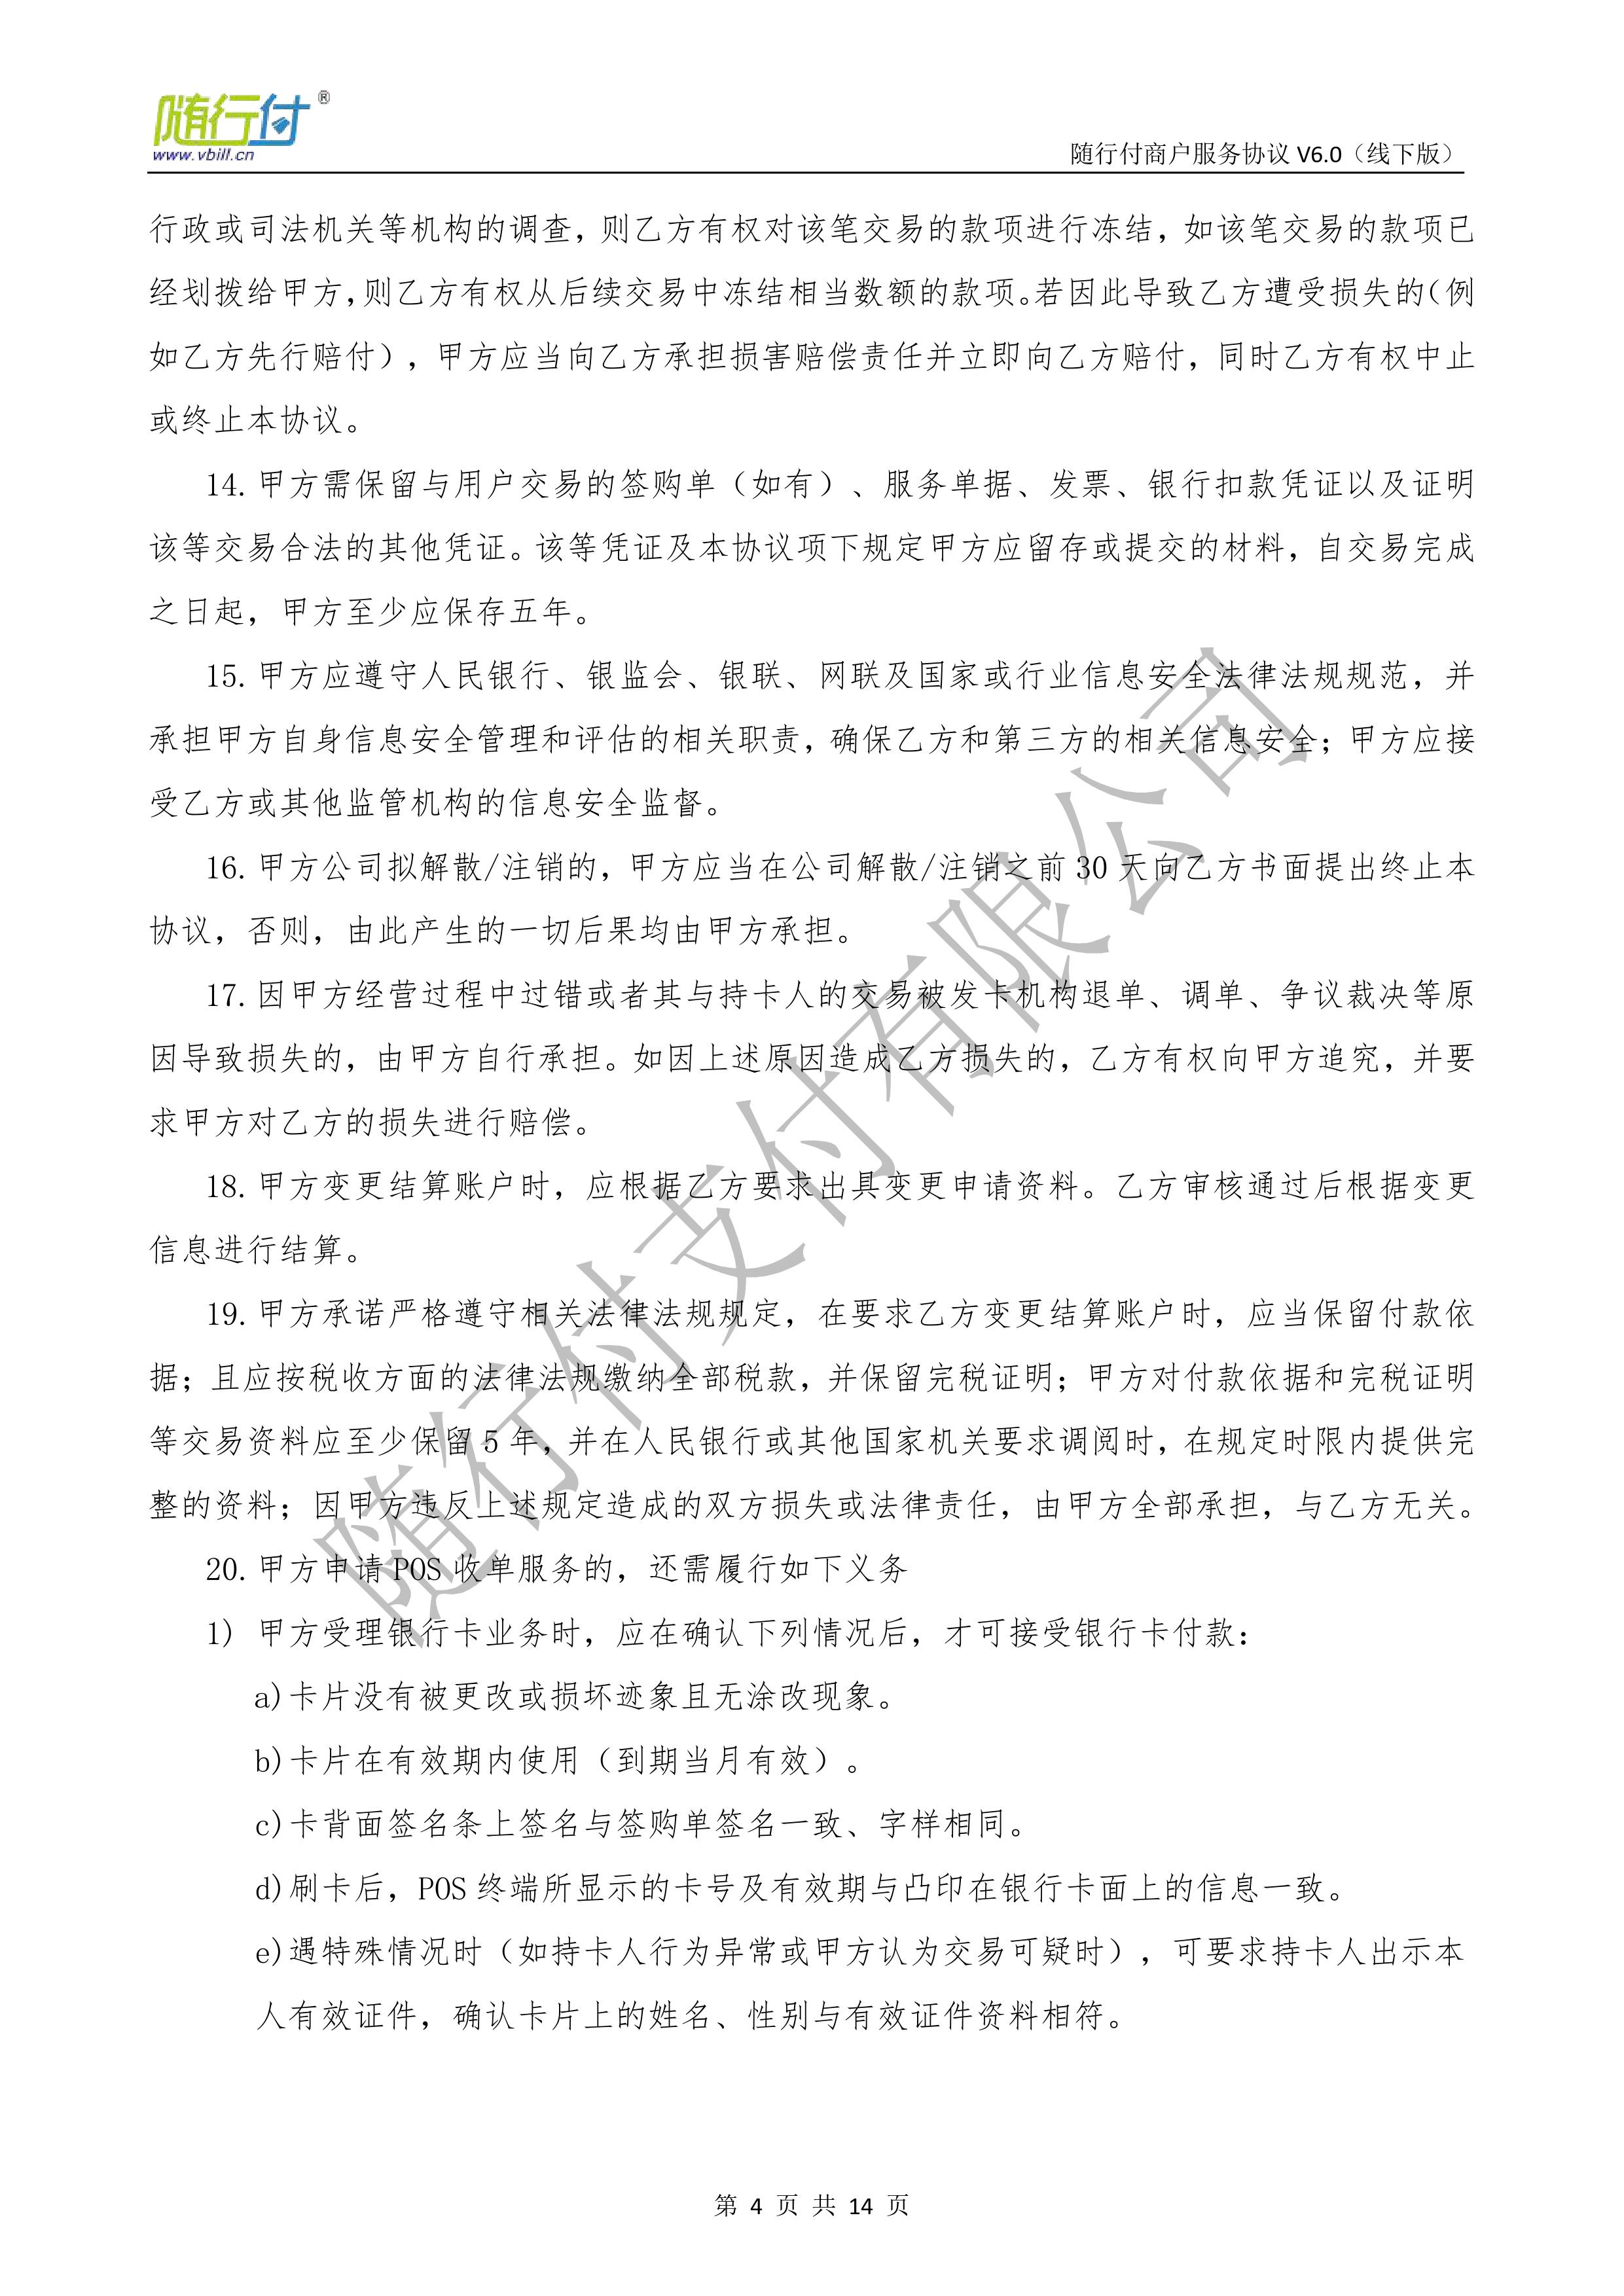 随行付®
www.vbill.cn
随行付商户服务协议 V6.0（线下版）
行政或司法机关等机构的调查，则乙方有权对该笔交易的款项进行冻结，如该笔交易的款项已
经划拨给甲方，则乙方有权从后续交易中冻结相当数额的款项。若因此导致乙方遭受损失的（例
如乙方先行赔付），甲方应当向乙方承担损害赔偿责任并立即向乙方赔付，同时乙方有权中止
或终止本协议。
14.甲方需保留与用户交易的签购单（如有）、服务单据、发票、银行扣款凭证以及证明
该等交易合法的其他凭证。该等凭证及本协议项下规定甲方应留存或提交的材料，自交易完成
之日起，甲方至少应保存五年。
15.甲方应遵守人民银行、银监会、银联、网联及国家或行业信息安全法律法规规范，并
承担甲方自身信息安全管理和评估的相关职责，确保乙方和第三方的相关信息安全；甲方应接
受乙方或其他监管机构的信息安全监督。
16.甲方公司拟解散/注销的，甲方应当在公司解散/注销之前 30 天向乙方书面提出终止本
协议，否则，由此产生的一切后果均由甲方承担。
17.因甲方经营过程中过错或者其与持卡人的交易被发卡机构退单、调单、争议裁决等原
因导致损失的，由甲方自行承担。如因上述原因造成乙方损失的，乙方有权向甲方追究，并要
求甲方对乙方的损失进行赔偿。
18.甲方变更结算账户时，应根据乙方要求出具变更申请资料。乙方审核通过后根据变更
信息进行结算。
19.甲方承诺严格遵守相关法律法规规定，在要求乙方变更结算账户时，应当保留付款依
据；且应按税收方面的法律法规缴纳全部税款，并保留完税证明；甲方对付款依据和完税证明
等交易资料应至少保留 5 年，并在人民银行或其他国家机关要求调阅时，在规定时限内提供完
整的资料；因甲方违反上述规定造成的双方损失或法律责任，由甲方全部承担，与乙方无关。
20.甲方申请 POS 收单服务的，还需履行如下义务
1) 甲方受理银行卡业务时，应在确认下列情况后，才可接受银行卡付款：
a)卡片没有被更改或损坏迹象且无涂改现象。
b)卡片在有效期内使用（到期当月有效）。
c)卡背面签名条上签名与签购单签名一致、字样相同。
d)刷卡后，POS 终端所显示的卡号及有效期与凸印在银行卡面上的信息一致。
e)遇特殊情况时（如持卡人行为异常或甲方认为交易可疑时），可要求持卡人出示本
人有效证件，确认卡片上的姓名、性别与有效证件资料相符。
随行付支付有限公司
第 4 页 共 14 页